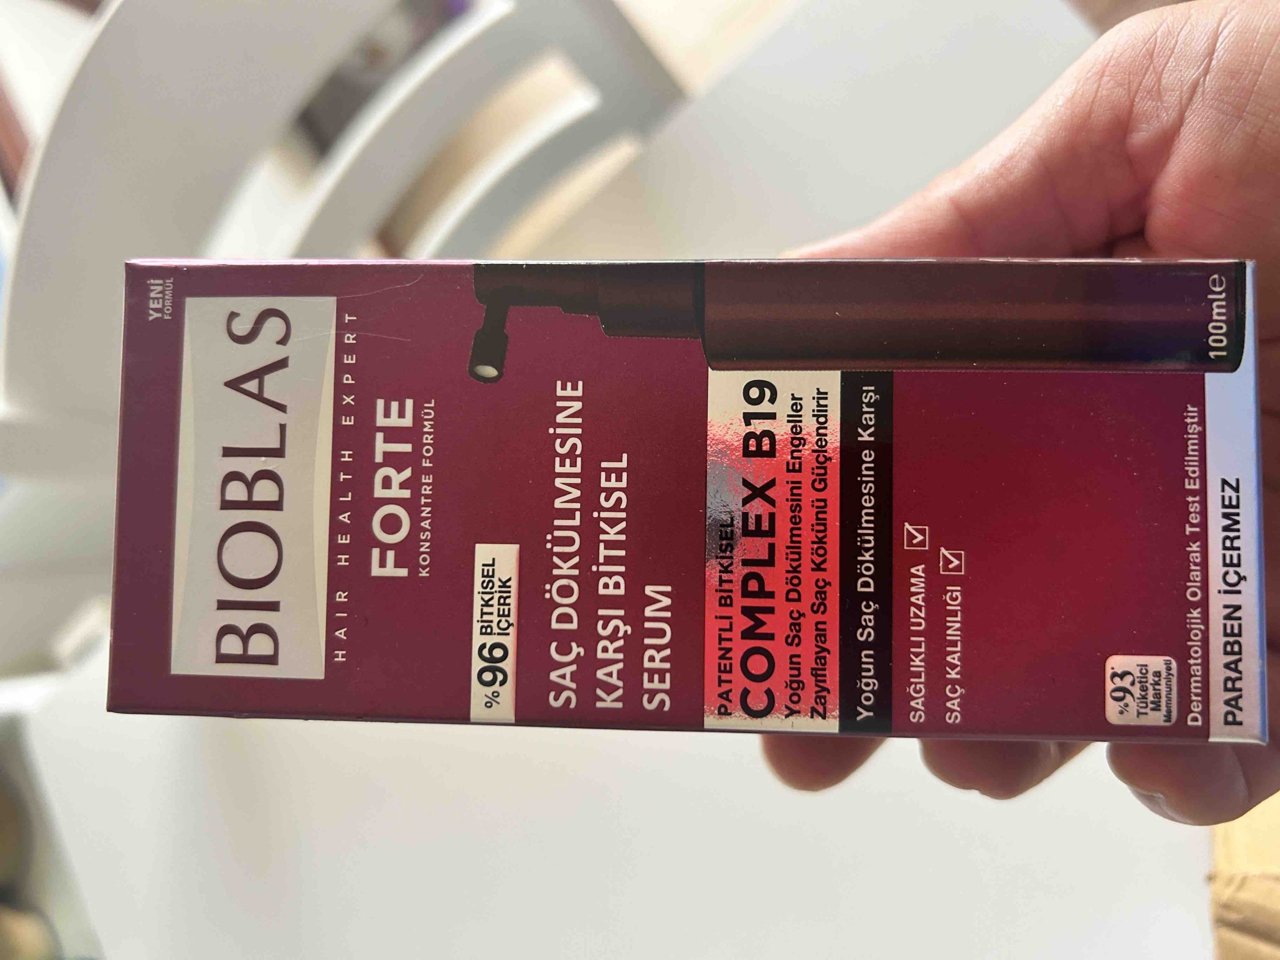 YENİ
FORMÜL
BIOBLAS
HAIR HEALTH EXPERT
FORTE
KONSANTRE FORMÜL
%96 BİTKİSEL
İÇERİK
SAÇ DÖKÜLMESİNE
KARŞI BİTKİSEL
SERUM
PATENTLİ BİTKİSEL
COMPLEX B19
Yoğun Saç Dökülmesini Engeller
Zayıflayan Saç Kökünü Güçlendirir
Yoğun Saç Dökülmesine Karşı
SAĞLIKLI UZAMA
SAÇ KALINLIĞI
%93*
Tüketici
Marka
Memnuniyeti
Dermatolojik Olarak Test Edilmiştir
PARABEN İÇERMEZ
100ml℮